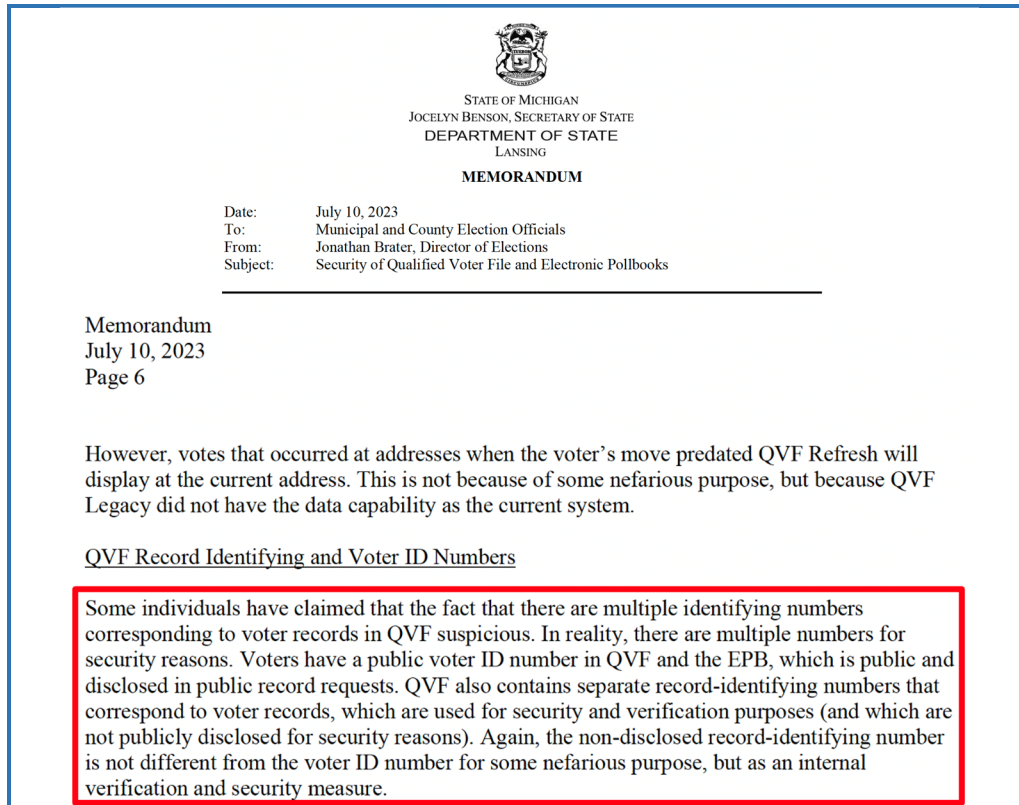 STATE OF MICHIGAN
JOCELYN BENSON, SECRETARY OF STATE
DEPARTMENT OF STATE
LANSING
MEMORANDUM
Date: July 10, 2023
To: Municipal and County Election Officials
From: Jonathan Brater, Director of Elections
Subject: Security of Qualified Voter File and Electronic Pollbooks
Memorandum
July 10, 2023
Page 6
However, votes that occurred at addresses when the voter's move predated QVF Refresh will
display at the current address. This is not because of some nefarious purpose, but because QVF
Legacy did not have the data capability as the current system.
QVF Record Identifying and Voter ID Numbers
Some individuals have claimed that the fact that there are multiple identifying numbers
corresponding to voter records in QVF suspicious. In reality, there are multiple numbers for
security reasons. Voters have a public voter ID number in QVF and the EPB, which is public and
disclosed in public record requests. QVF also contains separate record-identifying numbers that
correspond to voter records, which are used for security and verification purposes (and which are
not publicly disclosed for security reasons). Again, the non-disclosed record-identifying number
is not different from the voter ID number for some nefarious purpose, but as an internal
verification and security measure.